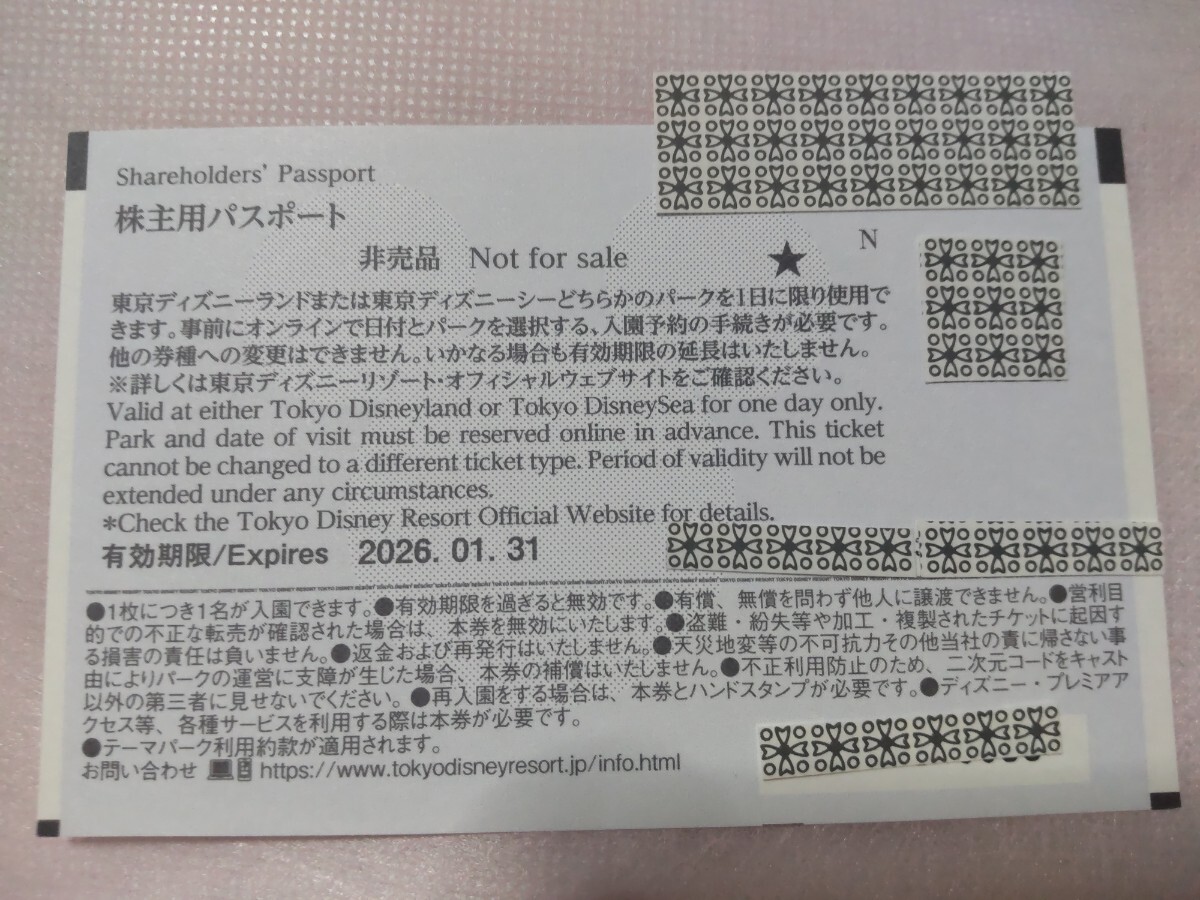 Shareholders' Passport
株主用パスポート
非売品 Not for sale ★ N
東京ディズニーランドまたは東京ディズニーシーどちらかのパークを1日に限り使用で
きます。事前にオンラインで日付とパークを選択する、入園予約の手続きが必要です。
他の券種への変更はできません。いかなる場合も有効期限の延長はいたしません。
※詳しくは東京ディズニーリゾート・オフィシャルウェブサイトをご確認ください。
Valid at either Tokyo Disneyland or Tokyo DisneySea for one day only.
Park and date of visit must be reserved online in advance. This ticket
cannot be changed to a different ticket type. Period of validity will not be
extended under any circumstances.
*Check the Tokyo Disney Resort Official Website for details.
有効期限/Expires 2026. 01. 31
●1枚につき1名が入園できます。●有効期限を過ぎると無効です。●有償、無償を問わず他人に譲渡できません。●営利目
的での不正な転売が確認された場合は、本券を無効にいたします。●盗難・紛失等や加工・複製されたチケットに起因す
る損害の責任は負いません。●返金および再発行はいたしません。●天災地変等の不可抗力その他当社の責に帰さない事
由によりパークの運営に支障が生じた場合、本券の補償はいたしません。●不正利用防止のため、二次元コードをキャスト
以外の第三者に見せないでください。●再入園をする場合は、本券とハンドスタンプが必要です。●ディズニー・プレミアア
クセス等、各種サービスを利用する際は本券が必要です。
●テーマパーク利用約款が適用されます。
お問い合わせ https://www.tokyodisneyresort.jp/info.html